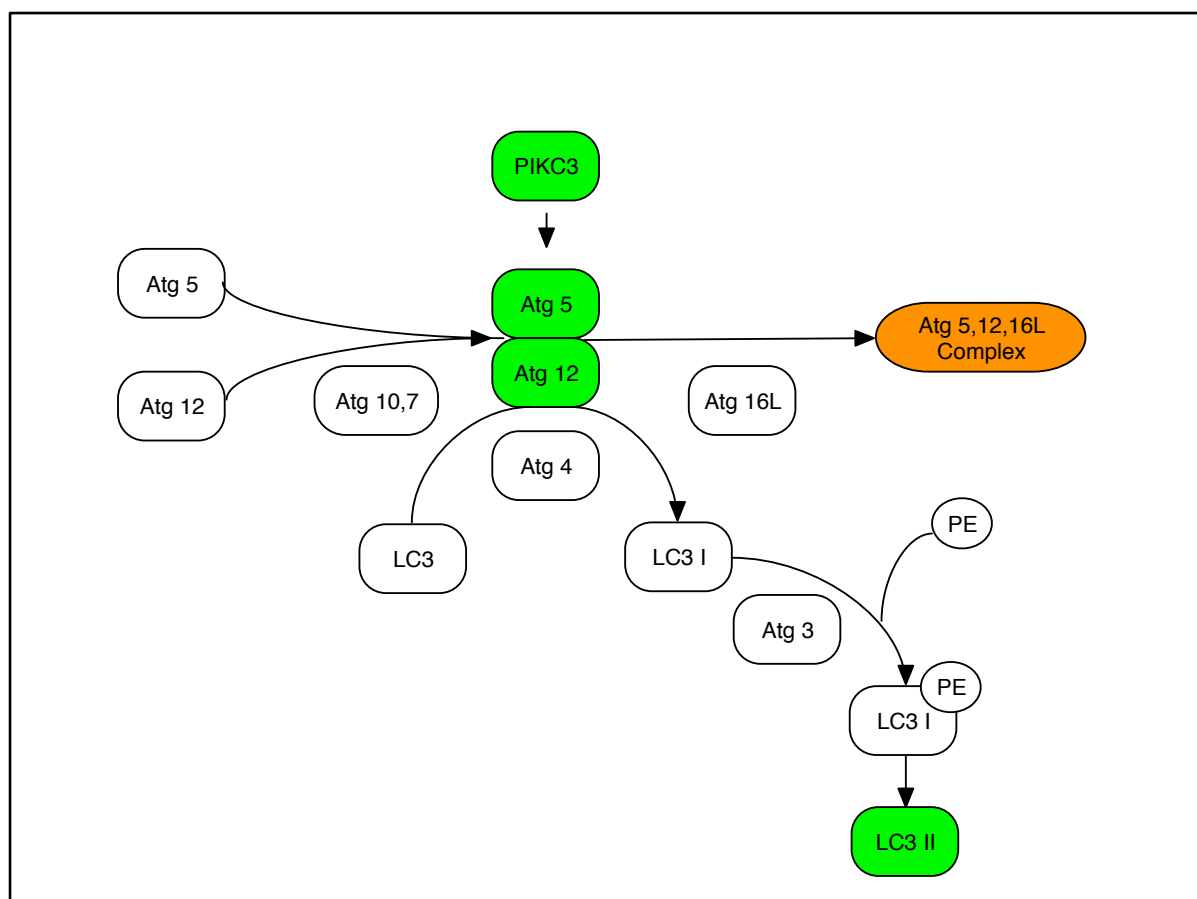 PIKC3
Atg 5
Atg 5
Atg 12
Atg 5,12,16L
Complex
Atg 12
Atg 10,7
Atg 16L
Atg 4
LC3
LC3 I
PE
Atg 3
PE
LC3 I
LC3 II